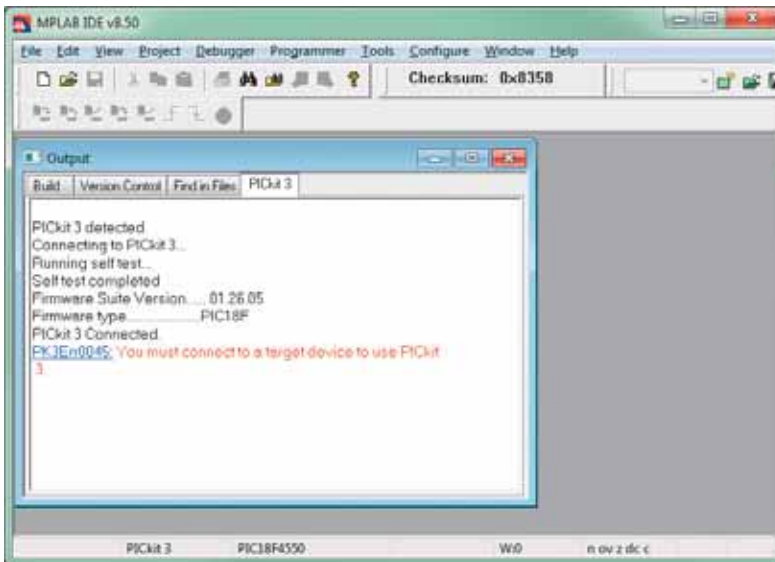 MPLAB IDE v8.50
File Edit View Project Debugger Programmer Tools Configure Window Help
Checksum: 0x8358
Output
Build Version Control Find in Files PICkit 3
PICkit 3 detected
Connecting to PICkit 3...
Running self test...
Self test completed
Firmware Suite Version...... 01.26.05
Firmware type......................PIC18F
PICkit 3 Connected.
PK3Err0045: You must connect to a target device to use PICkit
3.
PICkit 3 PIC18F4550 W:0 n ov z dc c